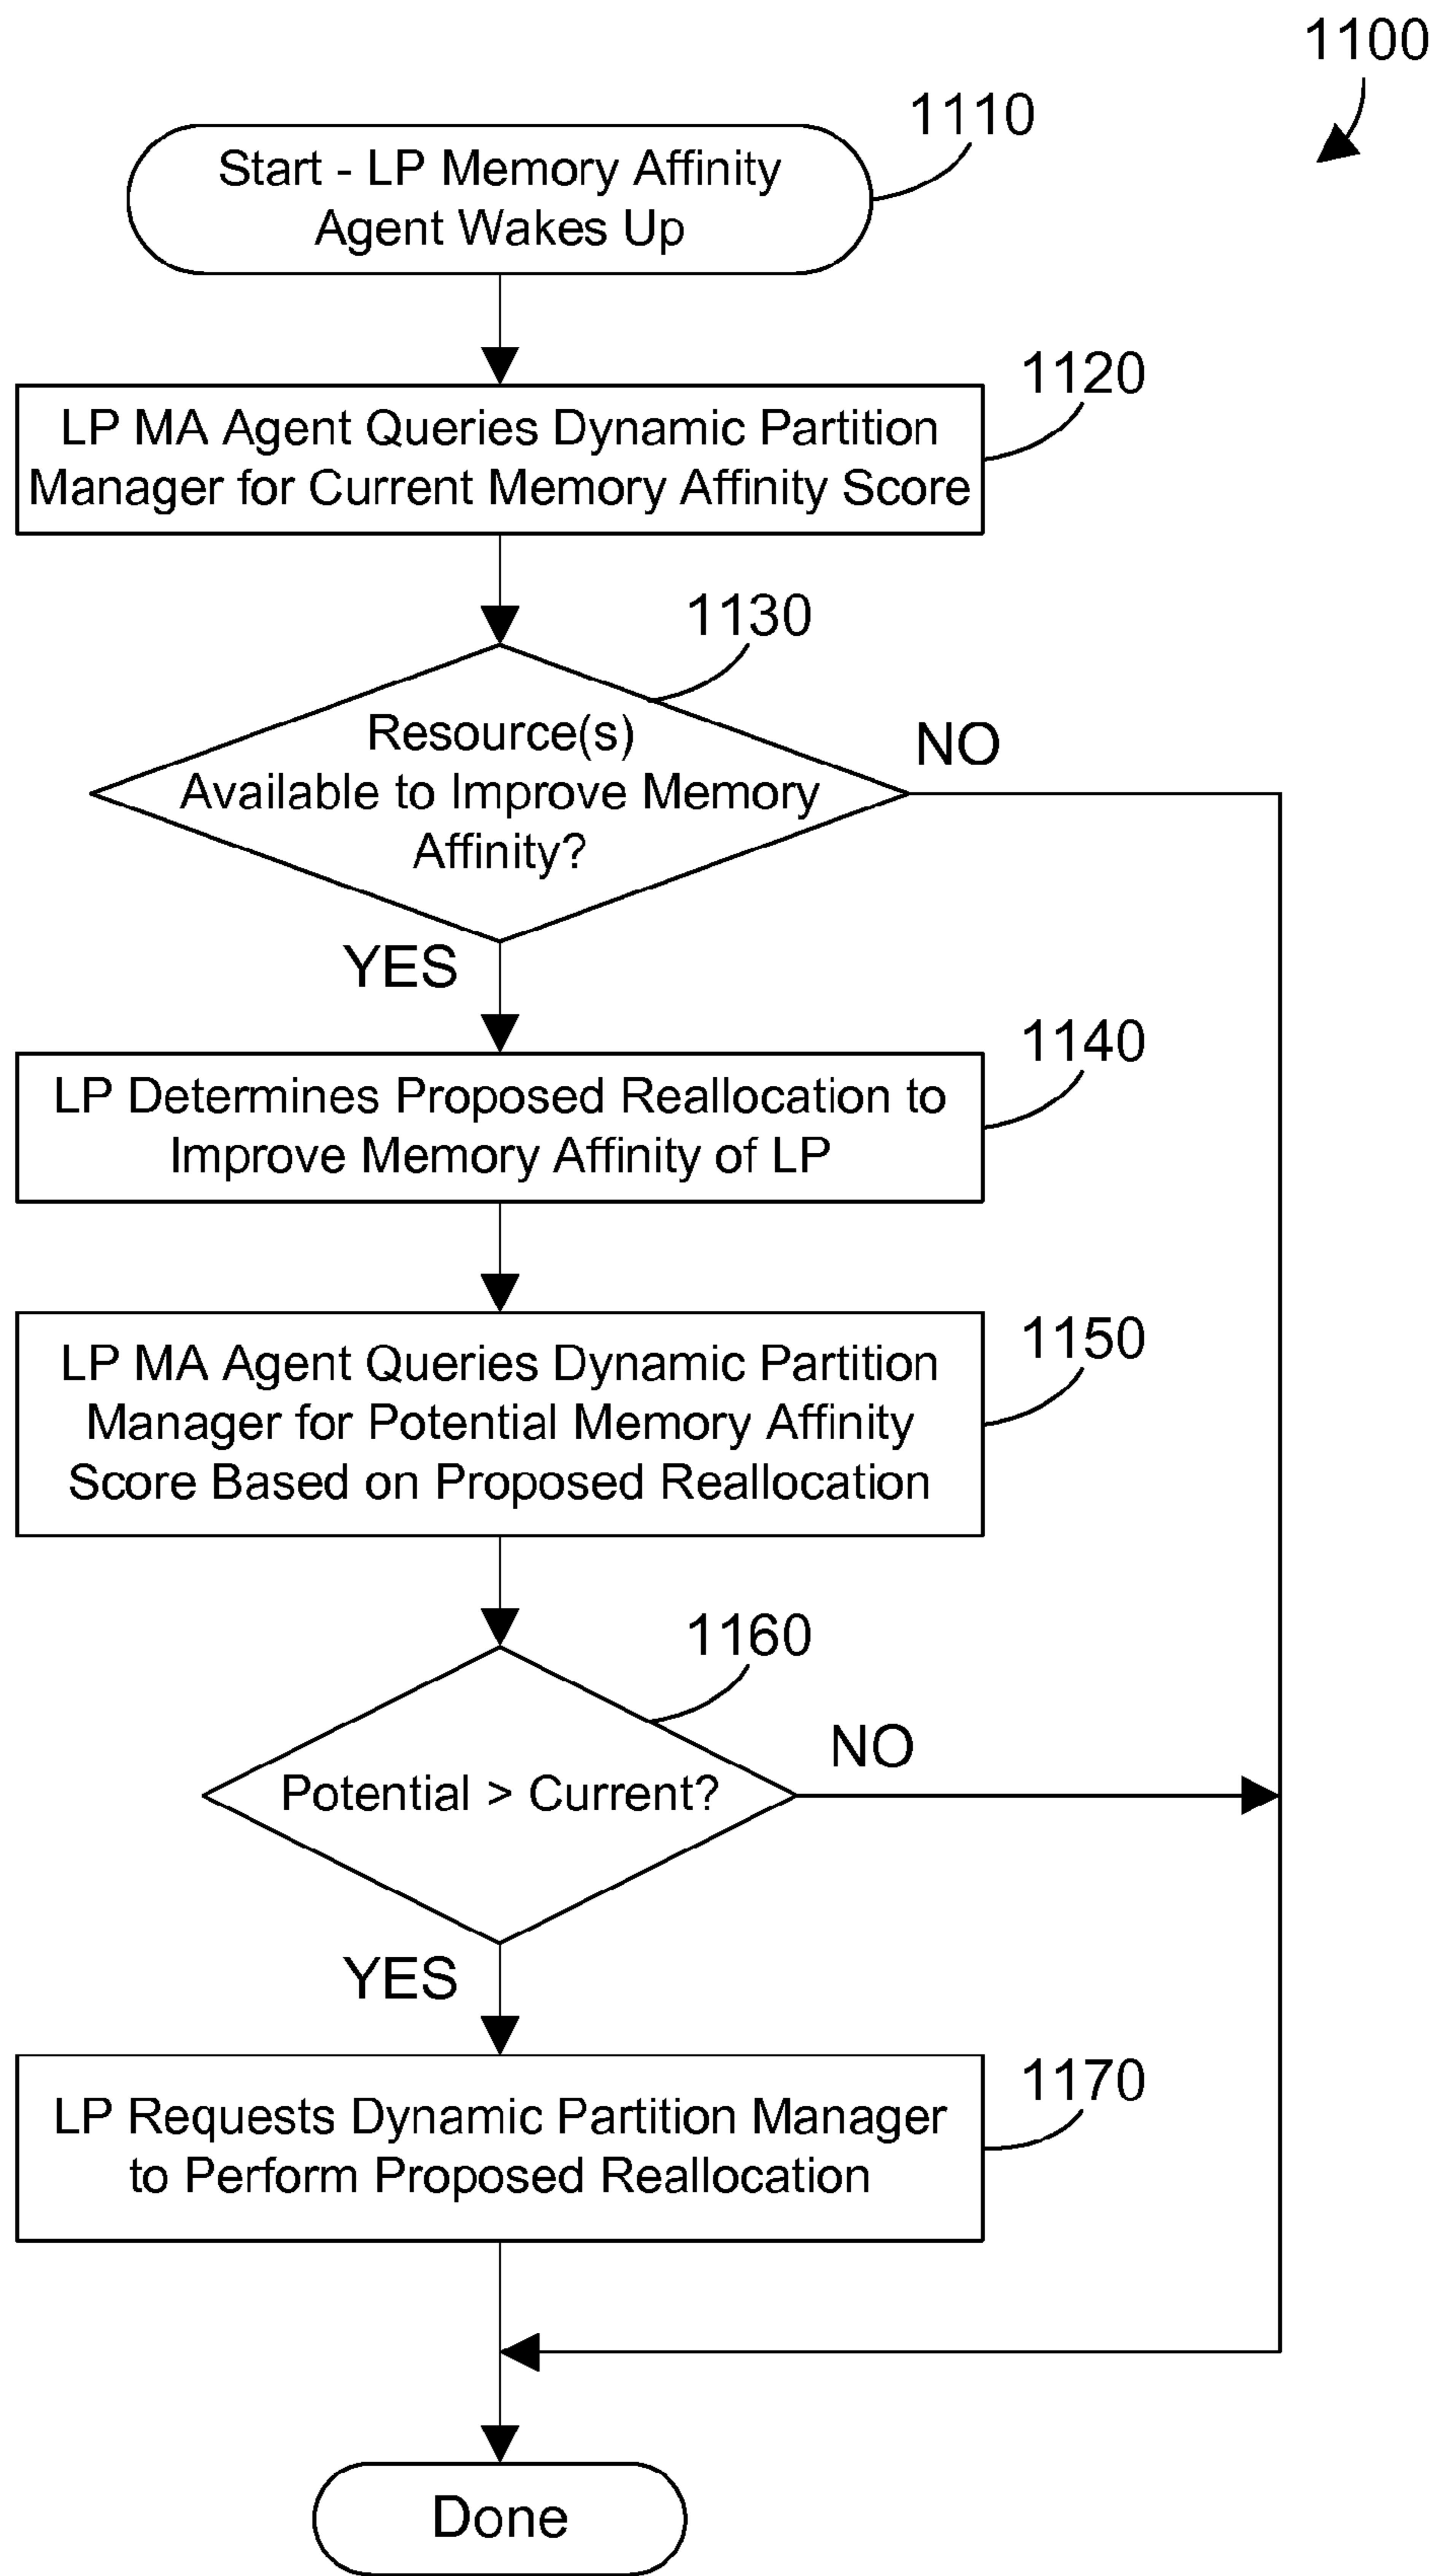 1100
1110
Start - LP Memory Affinity
Agent Wakes Up
1120
LP MA Agent Queries Dynamic Partition
Manager for Current Memory Affinity Score
1130
Resource(s)
Available to Improve Memory
Affinity?
NO
YES
1140
LP Determines Proposed Reallocation to
Improve Memory Affinity of LP
1150
LP MA Agent Queries Dynamic Partition
Manager for Potential Memory Affinity
Score Based on Proposed Reallocation
1160
Potential > Current?
NO
YES
1170
LP Requests Dynamic Partition Manager
to Perform Proposed Reallocation
Done